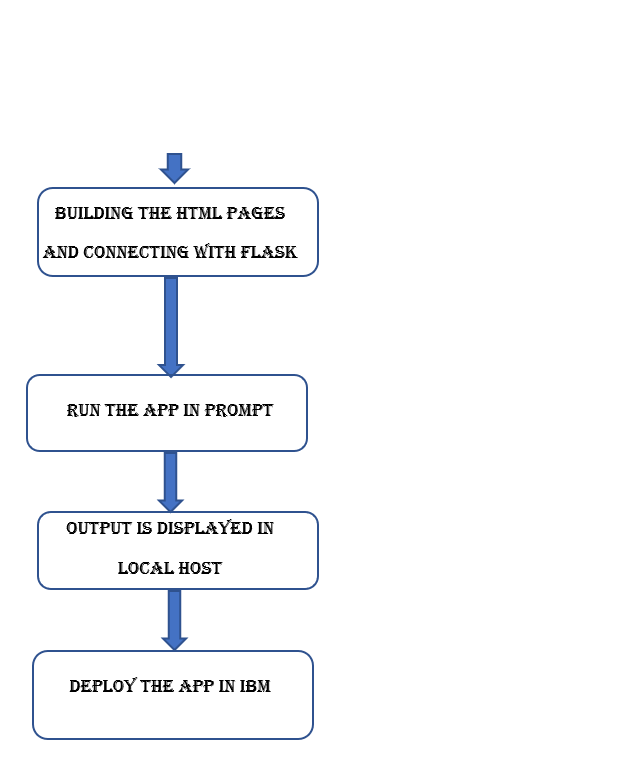 BUILDING THE HTML PAGES
AND CONNECTING WITH FLASK
RUN THE APP IN PROMPT
OUTPUT IS DISPLAYED IN
LOCAL HOST
DEPLOY THE APP IN IBM